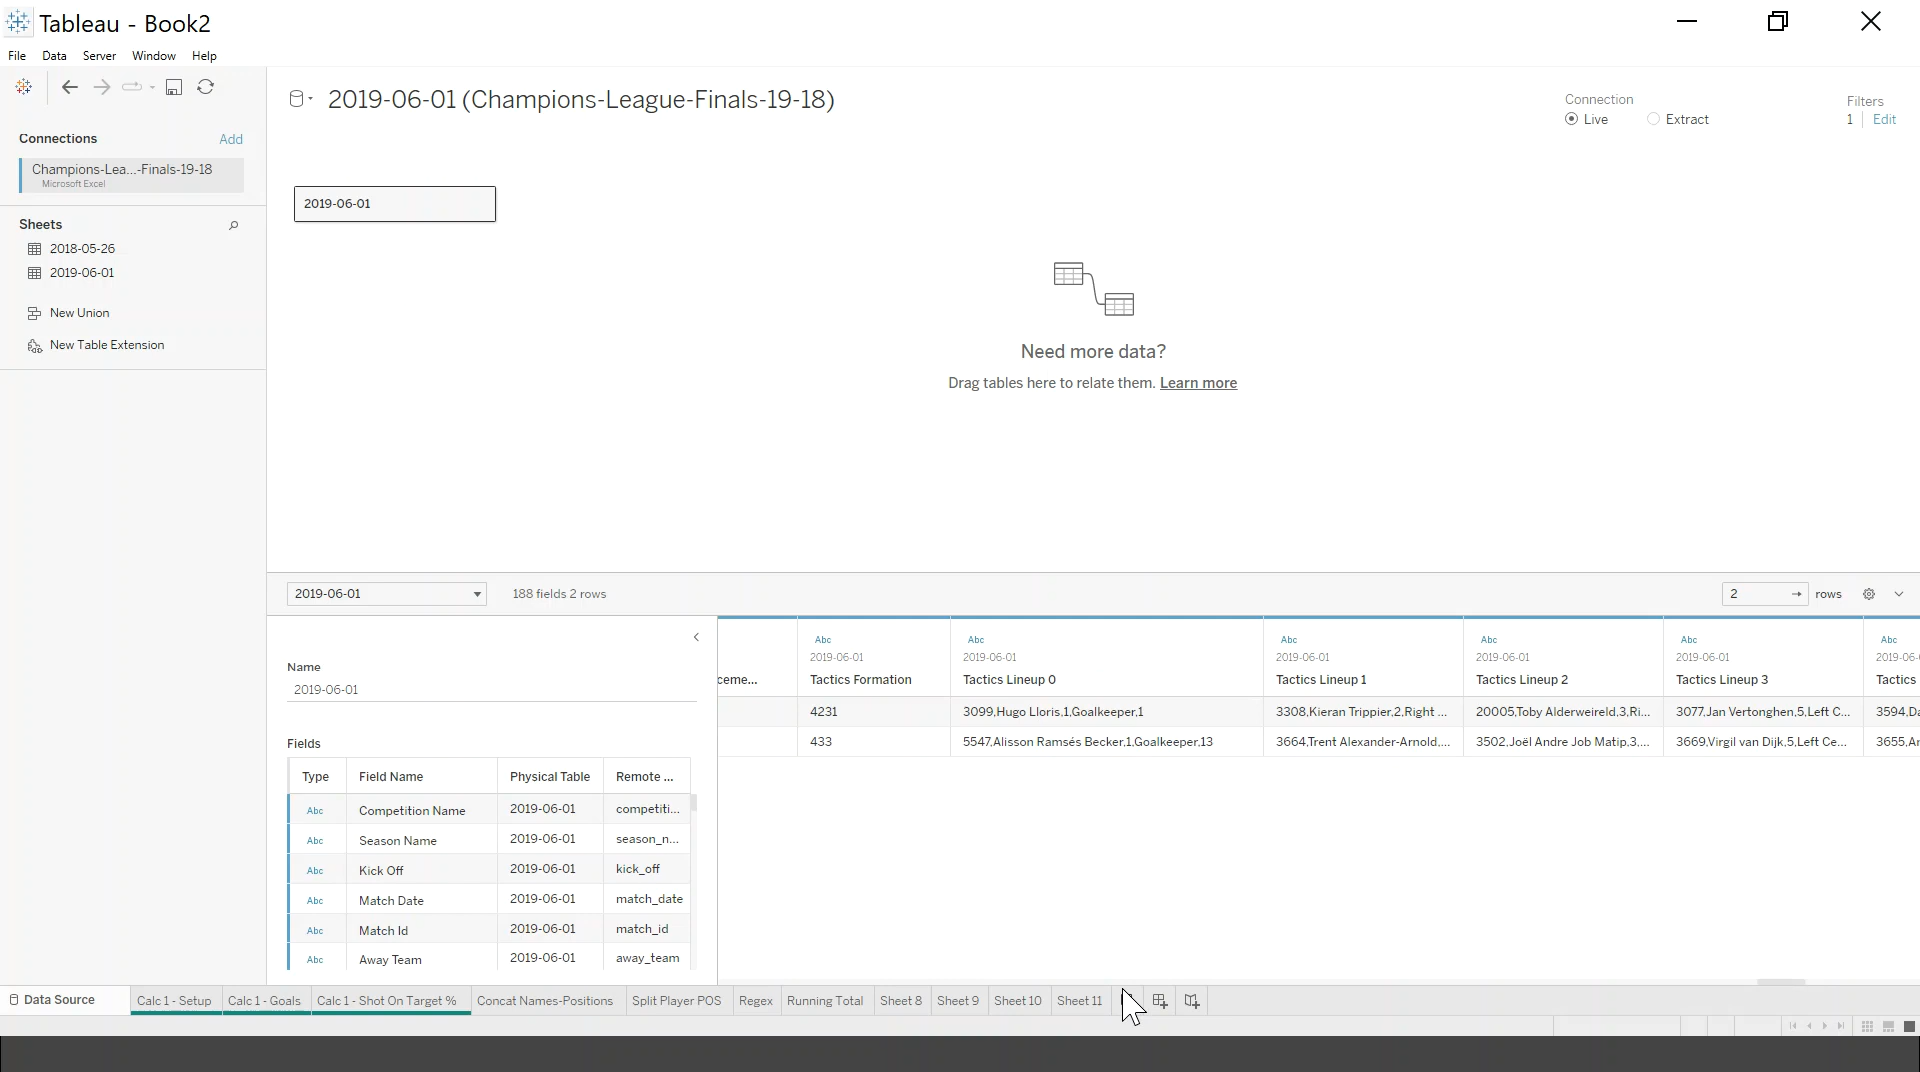 Tableau - Book2
File Data Server Window Help
2019-06-01 (Champions-League-Finals-19-18)
Connection
Live Extract
Filters
1 Edit
Connections Add
Champions-Lea...-Finals-19-18
Microsoft Excel
2019-06-01
Sheets
2018-05-26
2019-06-01
New Union
New Table Extension
Need more data?
Drag tables here to relate them. Learn more
2019-06-01 188 fields 2 rows 2 rows
Name
2019-06-01
Fields
Type Field Name Physical Table Remote ...
Abc Competition Name 2019-06-01 competiti...
Abc Season Name 2019-06-01 season_n...
Abc Kick Off 2019-06-01 kick_off
Abc Match Date 2019-06-01 match_date
Abc Match Id 2019-06-01 match_id
Abc Away Team 2019-06-01 away_team
Abc Abc Abc Abc Abc Abc
2019-06-01 2019-06-01 2019-06-01 2019-06-01 2019-06-01 2019-06-
ceme... Tactics Formation Tactics Lineup 0 Tactics Lineup 1 Tactics Lineup 2 Tactics Lineup 3 Tactics
4231 3099,Hugo Lloris,1,Goalkeeper,1 3308,Kieran Trippier,2,Right ... 20005,Toby Alderweireld,3,Ri... 3077,Jan Vertonghen,5,Left C... 3594,Da
433 5547,Alisson Ramsés Becker,1,Goalkeeper,13 3664,Trent Alexander-Arnold,... 3502,Joël Andre Job Matip,3,... 3669,Virgil van Dijk,5,Left Ce... 3655,An
Data Source Calc 1 - Setup Calc 1 - Goals Calc 1 - Shot On Target % Concat Names-Positions Split Player POS Regex Running Total Sheet 8 Sheet 9 Sheet 10 Sheet 11